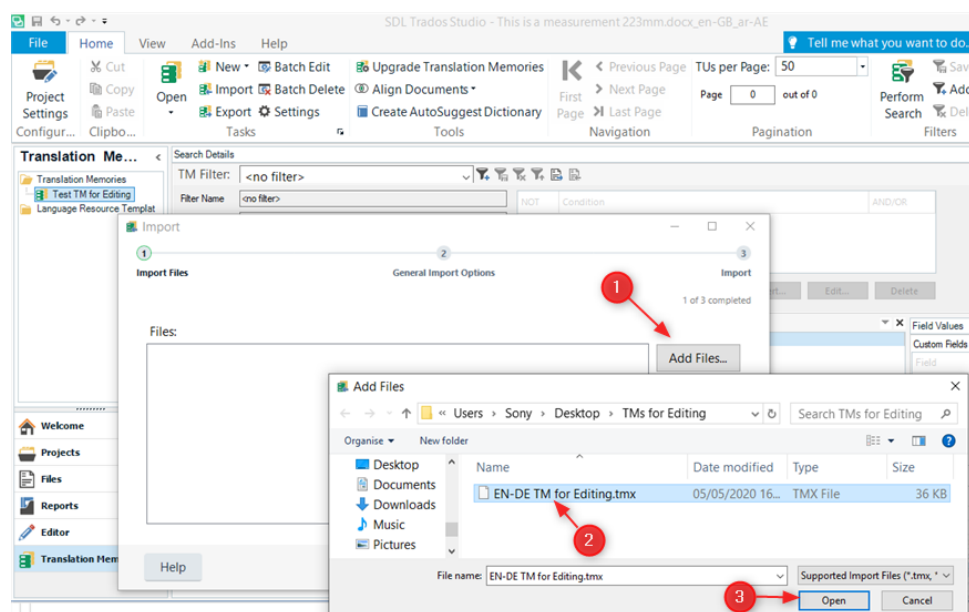 SDL Trados Studio - This is a measurement 223mm.docx_en-GB_ar-AE
File Home View Add-Ins Help Tell me what you want to do..
Cut New Batch Edit Upgrade Translation Memories Previous Page TUs per Page: 50
Copy Import Batch Delete Align Documents Next Page Page 0 out of 0
Paste Export Settings Create AutoSuggest Dictionary Last Page
Project Settings Open First Page Perform Search
Configur... Clipbo... Tasks Tools Navigation Pagination Filters
Translation Me... Search Details
Translation Memories TM Filter: <no filter>
Test TM for Editing Filter Name <no filter> NOT Condition AND/OR
Language Resource Templat
Import
1 2 3
Import Files General Import Options Import
Edit... Delete
1
1 of 3 completed
Field Values
Files:
Custom Fields
Add Files... Field
Add Files
Users Sony Desktop TMs for Editing Search TMs for Editing
Welcome
Organise New folder
Projects
Desktop Name Date modified Type Size
Files
Documents EN-DE TM for Editing.tmx 05/05/2020 16... TMX File 36 KB
Reports
Downloads
Editor
Music
2
Pictures
Translation Mem
Help
File name: EN-DE TM for Editing.tmx Supported Import Files (*.tmx, *
3
Open Cancel